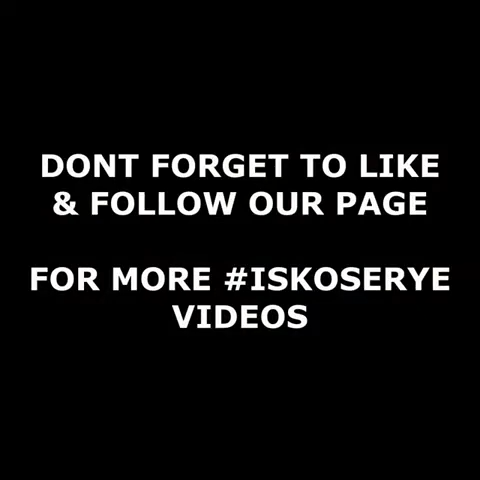 DONT FORGET TO LIKE
& FOLLOW OUR PAGE
FOR MORE #ISKOSERYE
VIDEOS